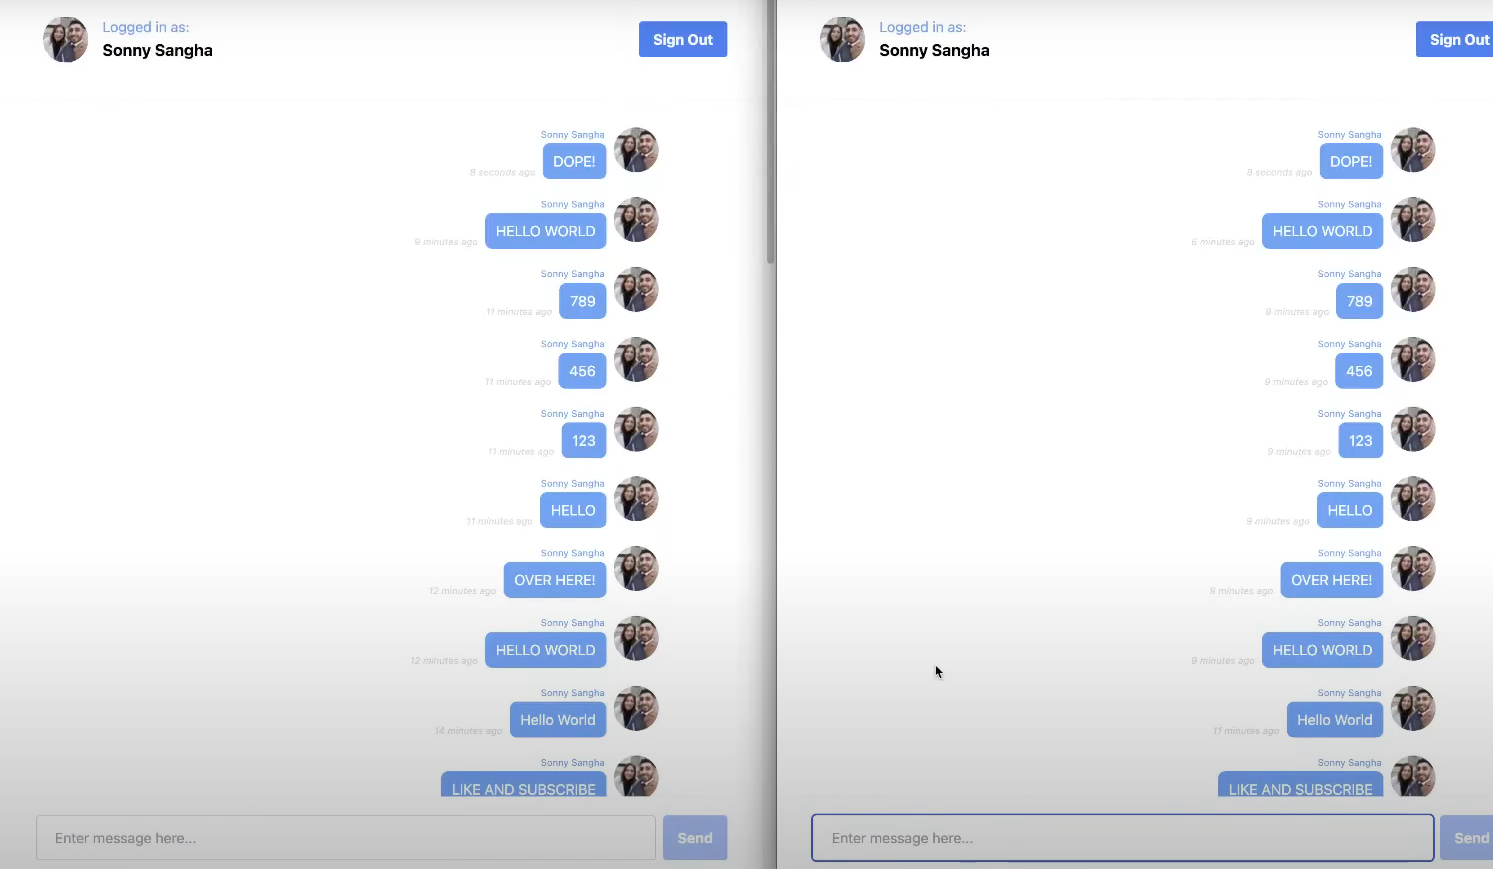 Logged in as:
Sonny Sangha
Sign Out
Sonny Sangha
DOPE!
8 seconds ago
Sonny Sangha
HELLO WORLD
9 minutes ago
Sonny Sangha
789
11 minutes ago
Sonny Sangha
456
11 minutes ago
Sonny Sangha
123
11 minutes ago
Sonny Sangha
HELLO
11 minutes ago
Sonny Sangha
OVER HERE!
12 minutes ago
Sonny Sangha
HELLO WORLD
12 minutes ago
Sonny Sangha
Hello World
14 minutes ago
Sonny Sangha
LIKE AND SUBSCRIBE
Enter message here...
Send
Logged in as:
Sonny Sangha
Sign Out
Sonny Sangha
DOPE!
8 seconds ago
Sonny Sangha
HELLO WORLD
6 minutes ago
Sonny Sangha
789
9 minutes ago
Sonny Sangha
456
9 minutes ago
Sonny Sangha
123
9 minutes ago
Sonny Sangha
HELLO
9 minutes ago
Sonny Sangha
OVER HERE!
9 minutes ago
Sonny Sangha
HELLO WORLD
9 minutes ago
Sonny Sangha
Hello World
11 minutes ago
Sonny Sangha
LIKE AND SUBSCRIBE
Enter message here...
Send